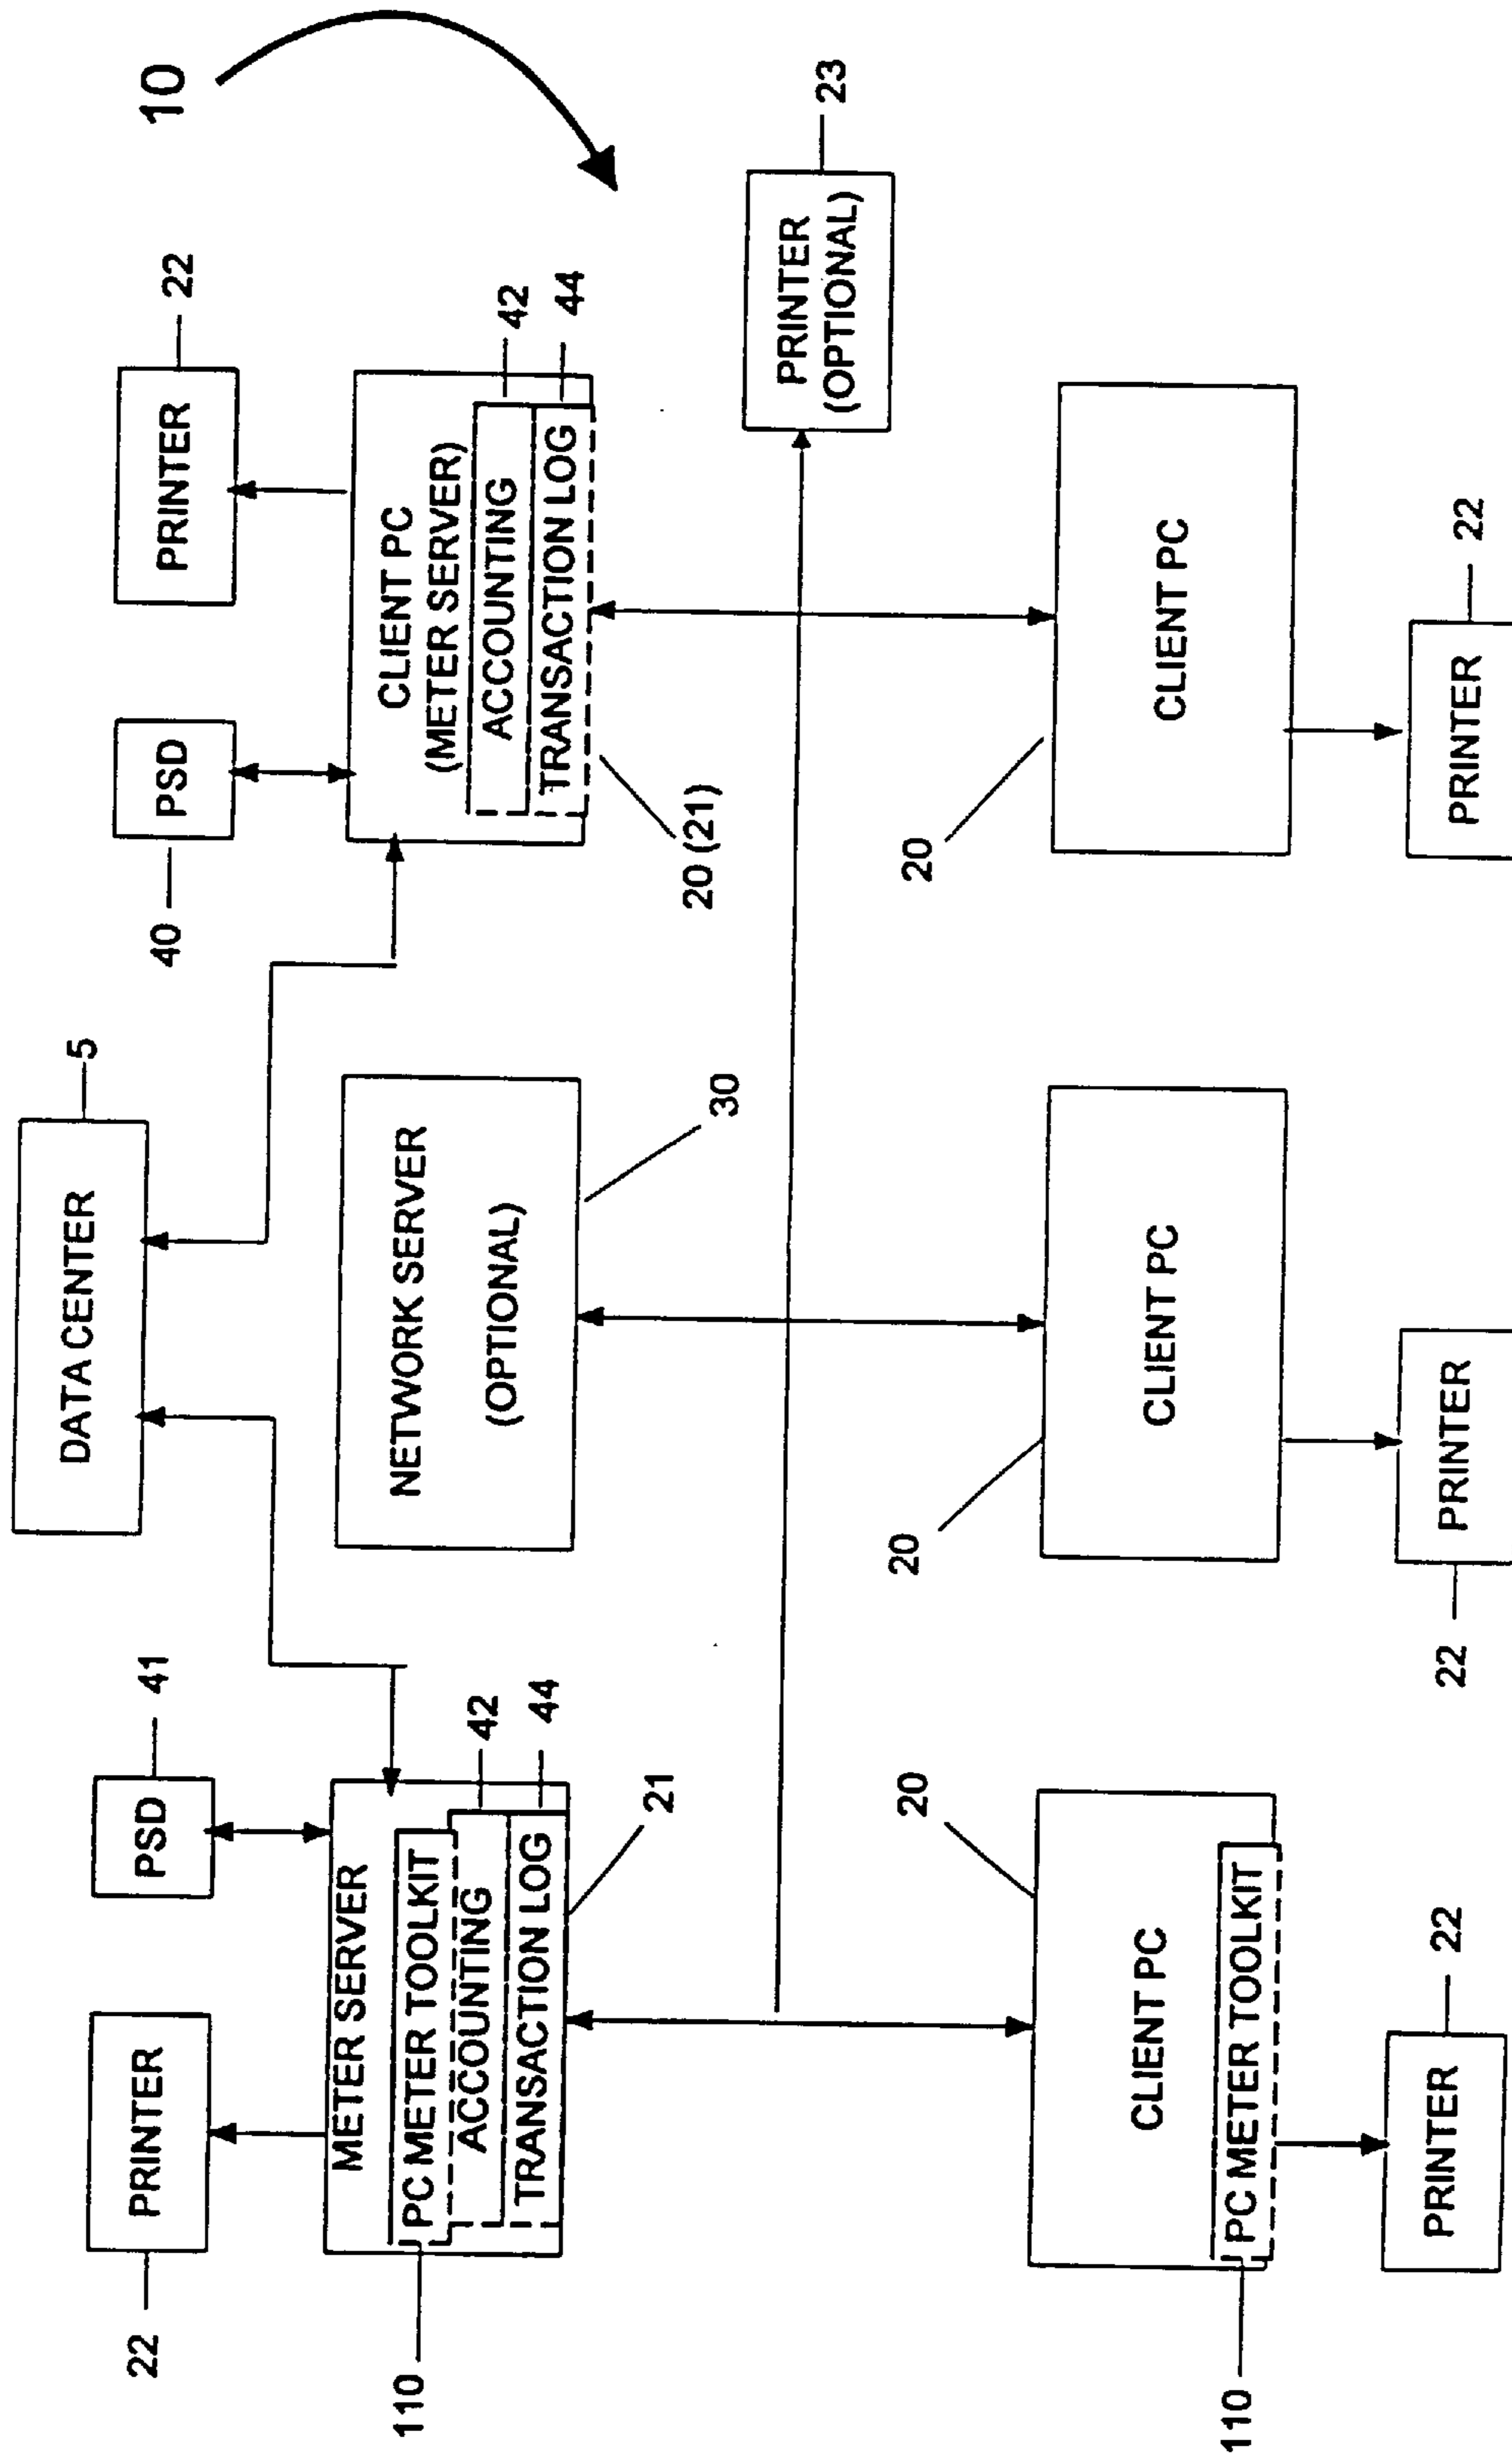 10
DATA CENTER
5
22
PRINTER
PSD
41
40
PSD
PRINTER
22
METER SERVER
110
PC METER TOOLKIT
ACCOUNTING
42
TRANSACTION LOG
44
21
NETWORK SERVER
(OPTIONAL)
30
CLIENT PC
(METER SERVER)
ACCOUNTING
42
TRANSACTION LOG
44
20 (21)
PRINTER
(OPTIONAL)
23
20
CLIENT PC
110
PC METER TOOLKIT
20
CLIENT PC
20
CLIENT PC
PRINTER
22
22
PRINTER
PRINTER
22